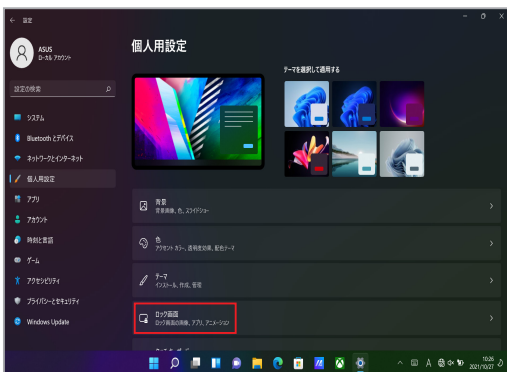 設定
ASUS
ローカル アカウント
個人用設定
テーマを選択して適用する
設定の検索
システム
Bluetooth とデバイス
ネットワークとインターネット
個人用設定
アプリ
アカウント
時刻と言語
ゲーム
アクセシビリティ
プライバシーとセキュリティ
Windows Update
背景
背景画像、色、スライドショー
色
アクセント カラー、透明効果、配色テーマ
テーマ
インストール、作成、管理
ロック画面
ロック画面の画像、アプリ、アニメーション
A
10:26
2021/10/27